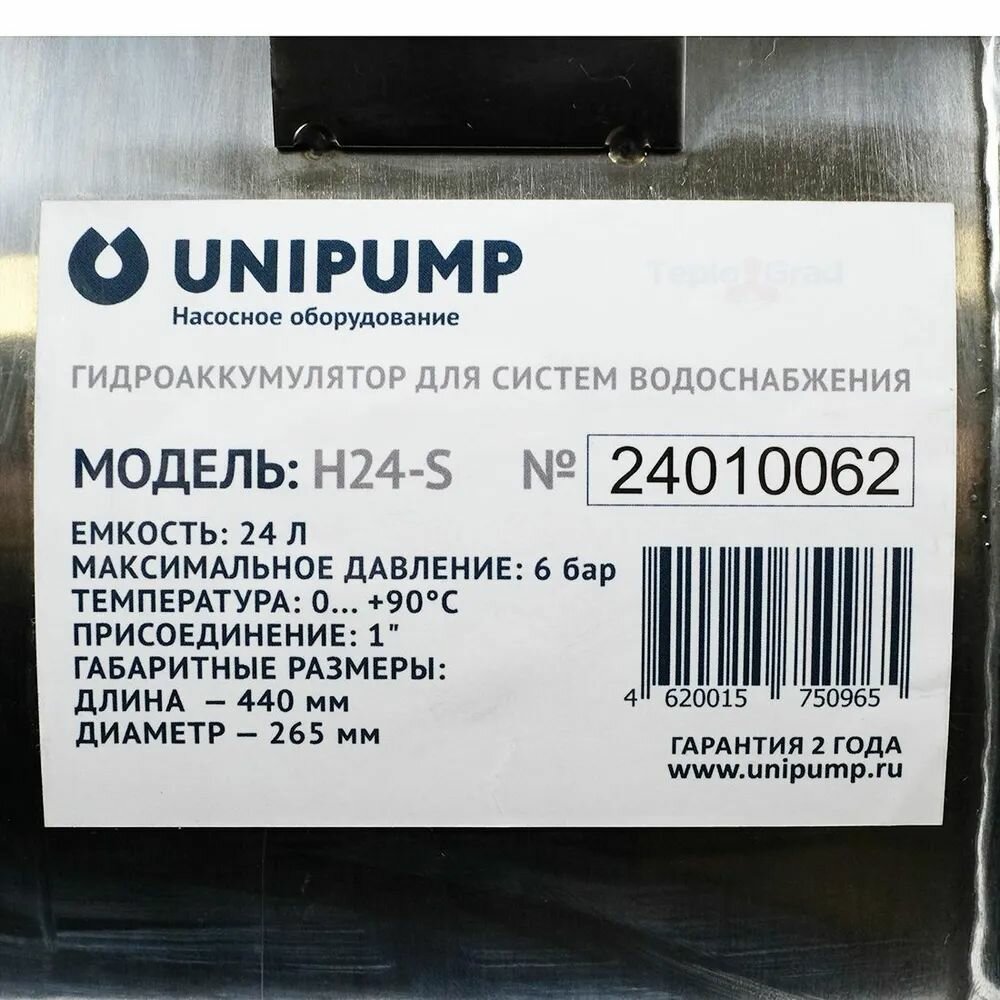 UNIPUMP
Насосное оборудование
Teplo Grad
ГИДРОАККУМУЛЯТОР ДЛЯ СИСТЕМ ВОДОСНАБЖЕНИЯ
МОДЕЛЬ: H24-S № 24010062
ЕМКОСТЬ: 24 Л
МАКСИМАЛЬНОЕ ДАВЛЕНИЕ: 6 бар
ТЕМПЕРАТУРА: 0... +90°C
ПРИСОЕДИНЕНИЕ: 1"
ГАБАРИТНЫЕ РАЗМЕРЫ:
ДЛИНА – 440 мм
ДИАМЕТР – 265 мм
4 620015 750965
ГАРАНТИЯ 2 ГОДА
www.unipump.ru